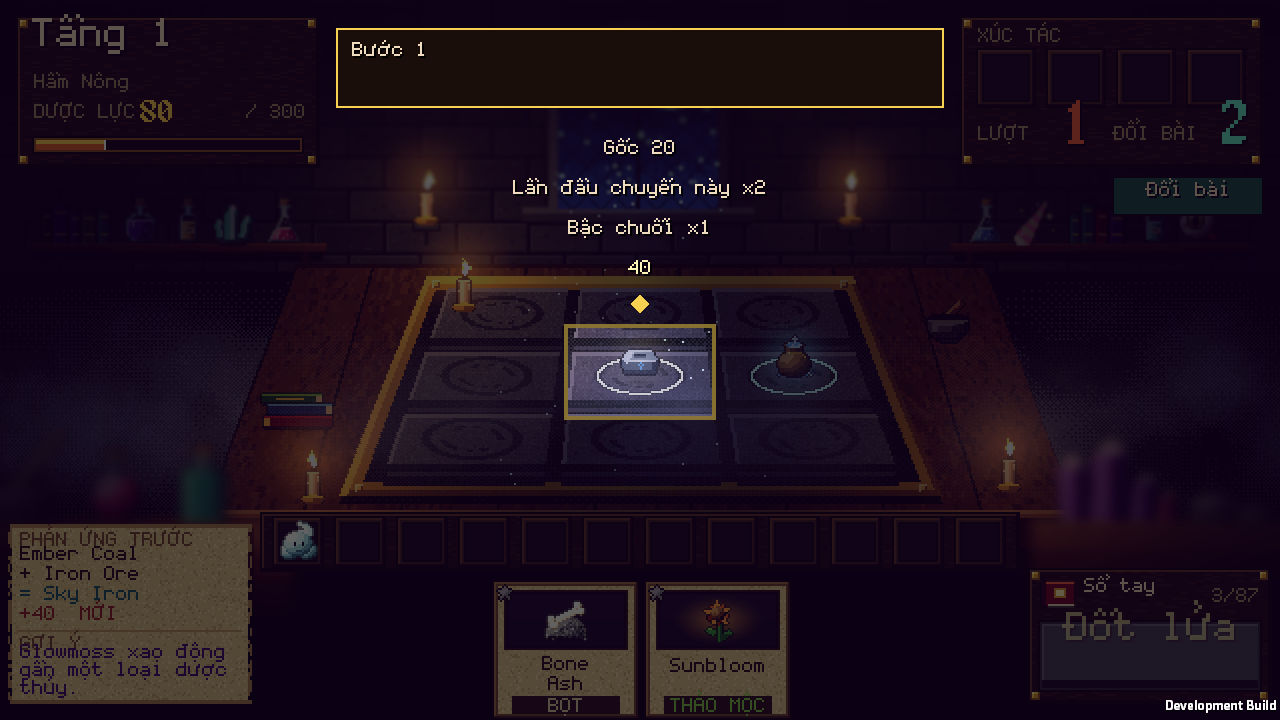 Tầng 1
Hầm Nông
DƯỢC LỰC 80 / 300
Bước 1
XÚC TÁC
LƯỢT 1 ĐỔI BÀI 2
Đổi bài
Gốc 20
Lần đầu chuyến này x2
Bậc chuỗi x1
40
PHẢN ỨNG TRƯỚC
Ember Coal
+ Iron Ore
= Sky Iron
+40 MỚI
GỢI Ý
Glowmoss xao động
gần một loại dược
thủy.
Bone
Ash
BỘT
Sunbloom
THẢO MỘC
Sổ tay
3/87
Đốt lửa
Development Build